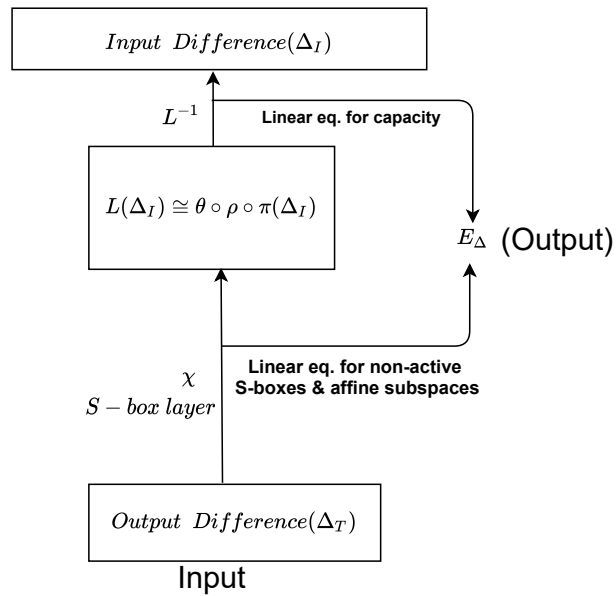 Input Difference(Δ_I)
L⁻¹
Linear eq. for capacity
L(Δ_I) ≅ θ ∘ ρ ∘ π(Δ_I)
E_Δ (Output)
Linear eq. for non-active
S-boxes & affine subspaces
χ
S − box layer
Output Difference(Δ_T)
Input